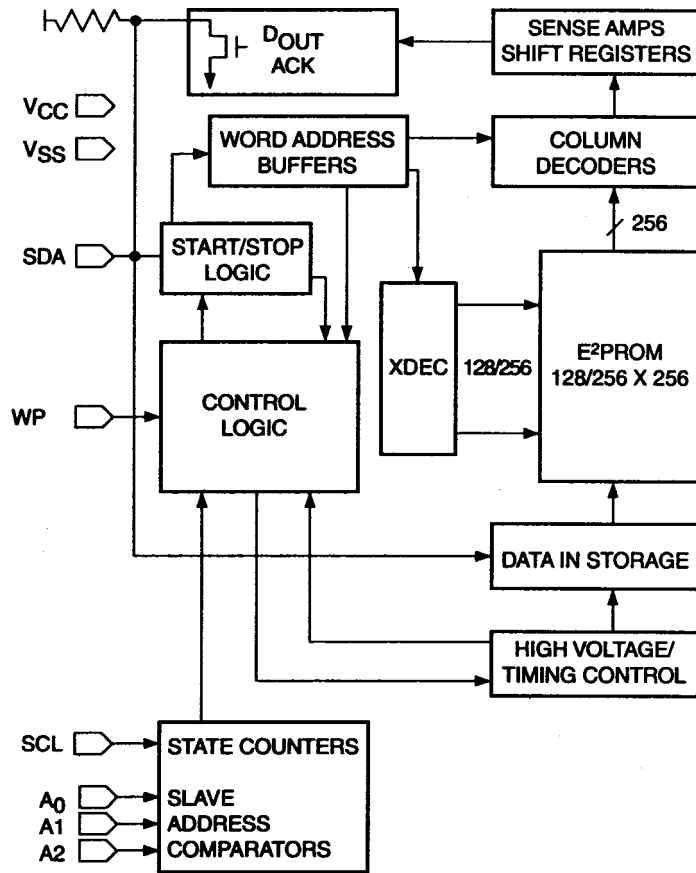 DOUT
ACK
SENSE AMPS
SHIFT REGISTERS
VCC
VSS
WORD ADDRESS
BUFFERS
COLUMN
DECODERS
256
SDA
START/STOP
LOGIC
XDEC
128/256
E²PROM
128/256 X 256
WP
CONTROL
LOGIC
DATA IN STORAGE
HIGH VOLTAGE/
TIMING CONTROL
SCL
STATE COUNTERS
A0
SLAVE
A1
ADDRESS
A2
COMPARATORS